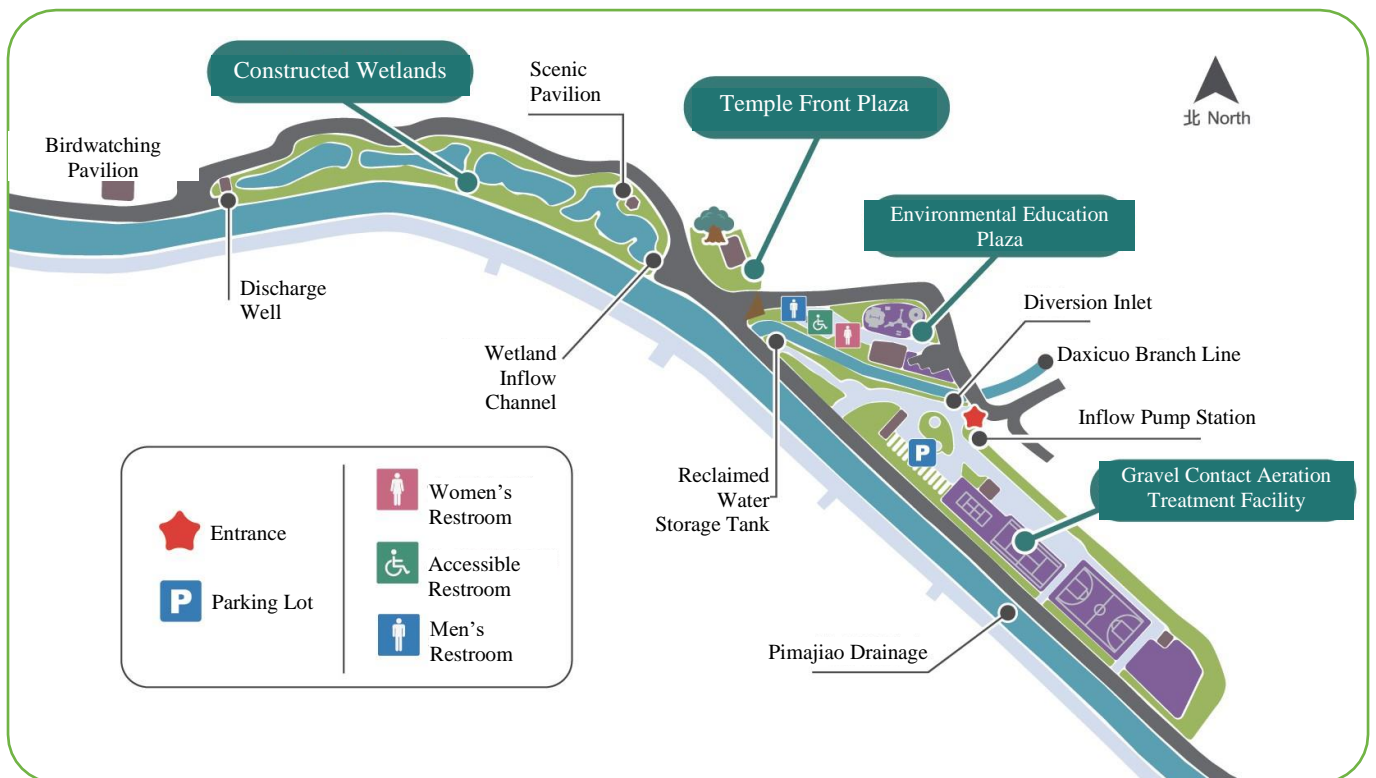 Constructed Wetlands
Scenic
Pavilion
Temple Front Plaza
北 North
Birdwatching
Pavilion
Environmental Education
Plaza
Discharge
Well
Diversion Inlet
Wetland
Inflow
Channel
Daxicuo Branch Line
Inflow Pump Station
Reclaimed
Water
Storage Tank
Gravel Contact Aeration
Treatment Facility
P
Pimajiao Drainage
Entrance
P
Parking Lot
Women's
Restroom
Accessible
Restroom
Men's
Restroom